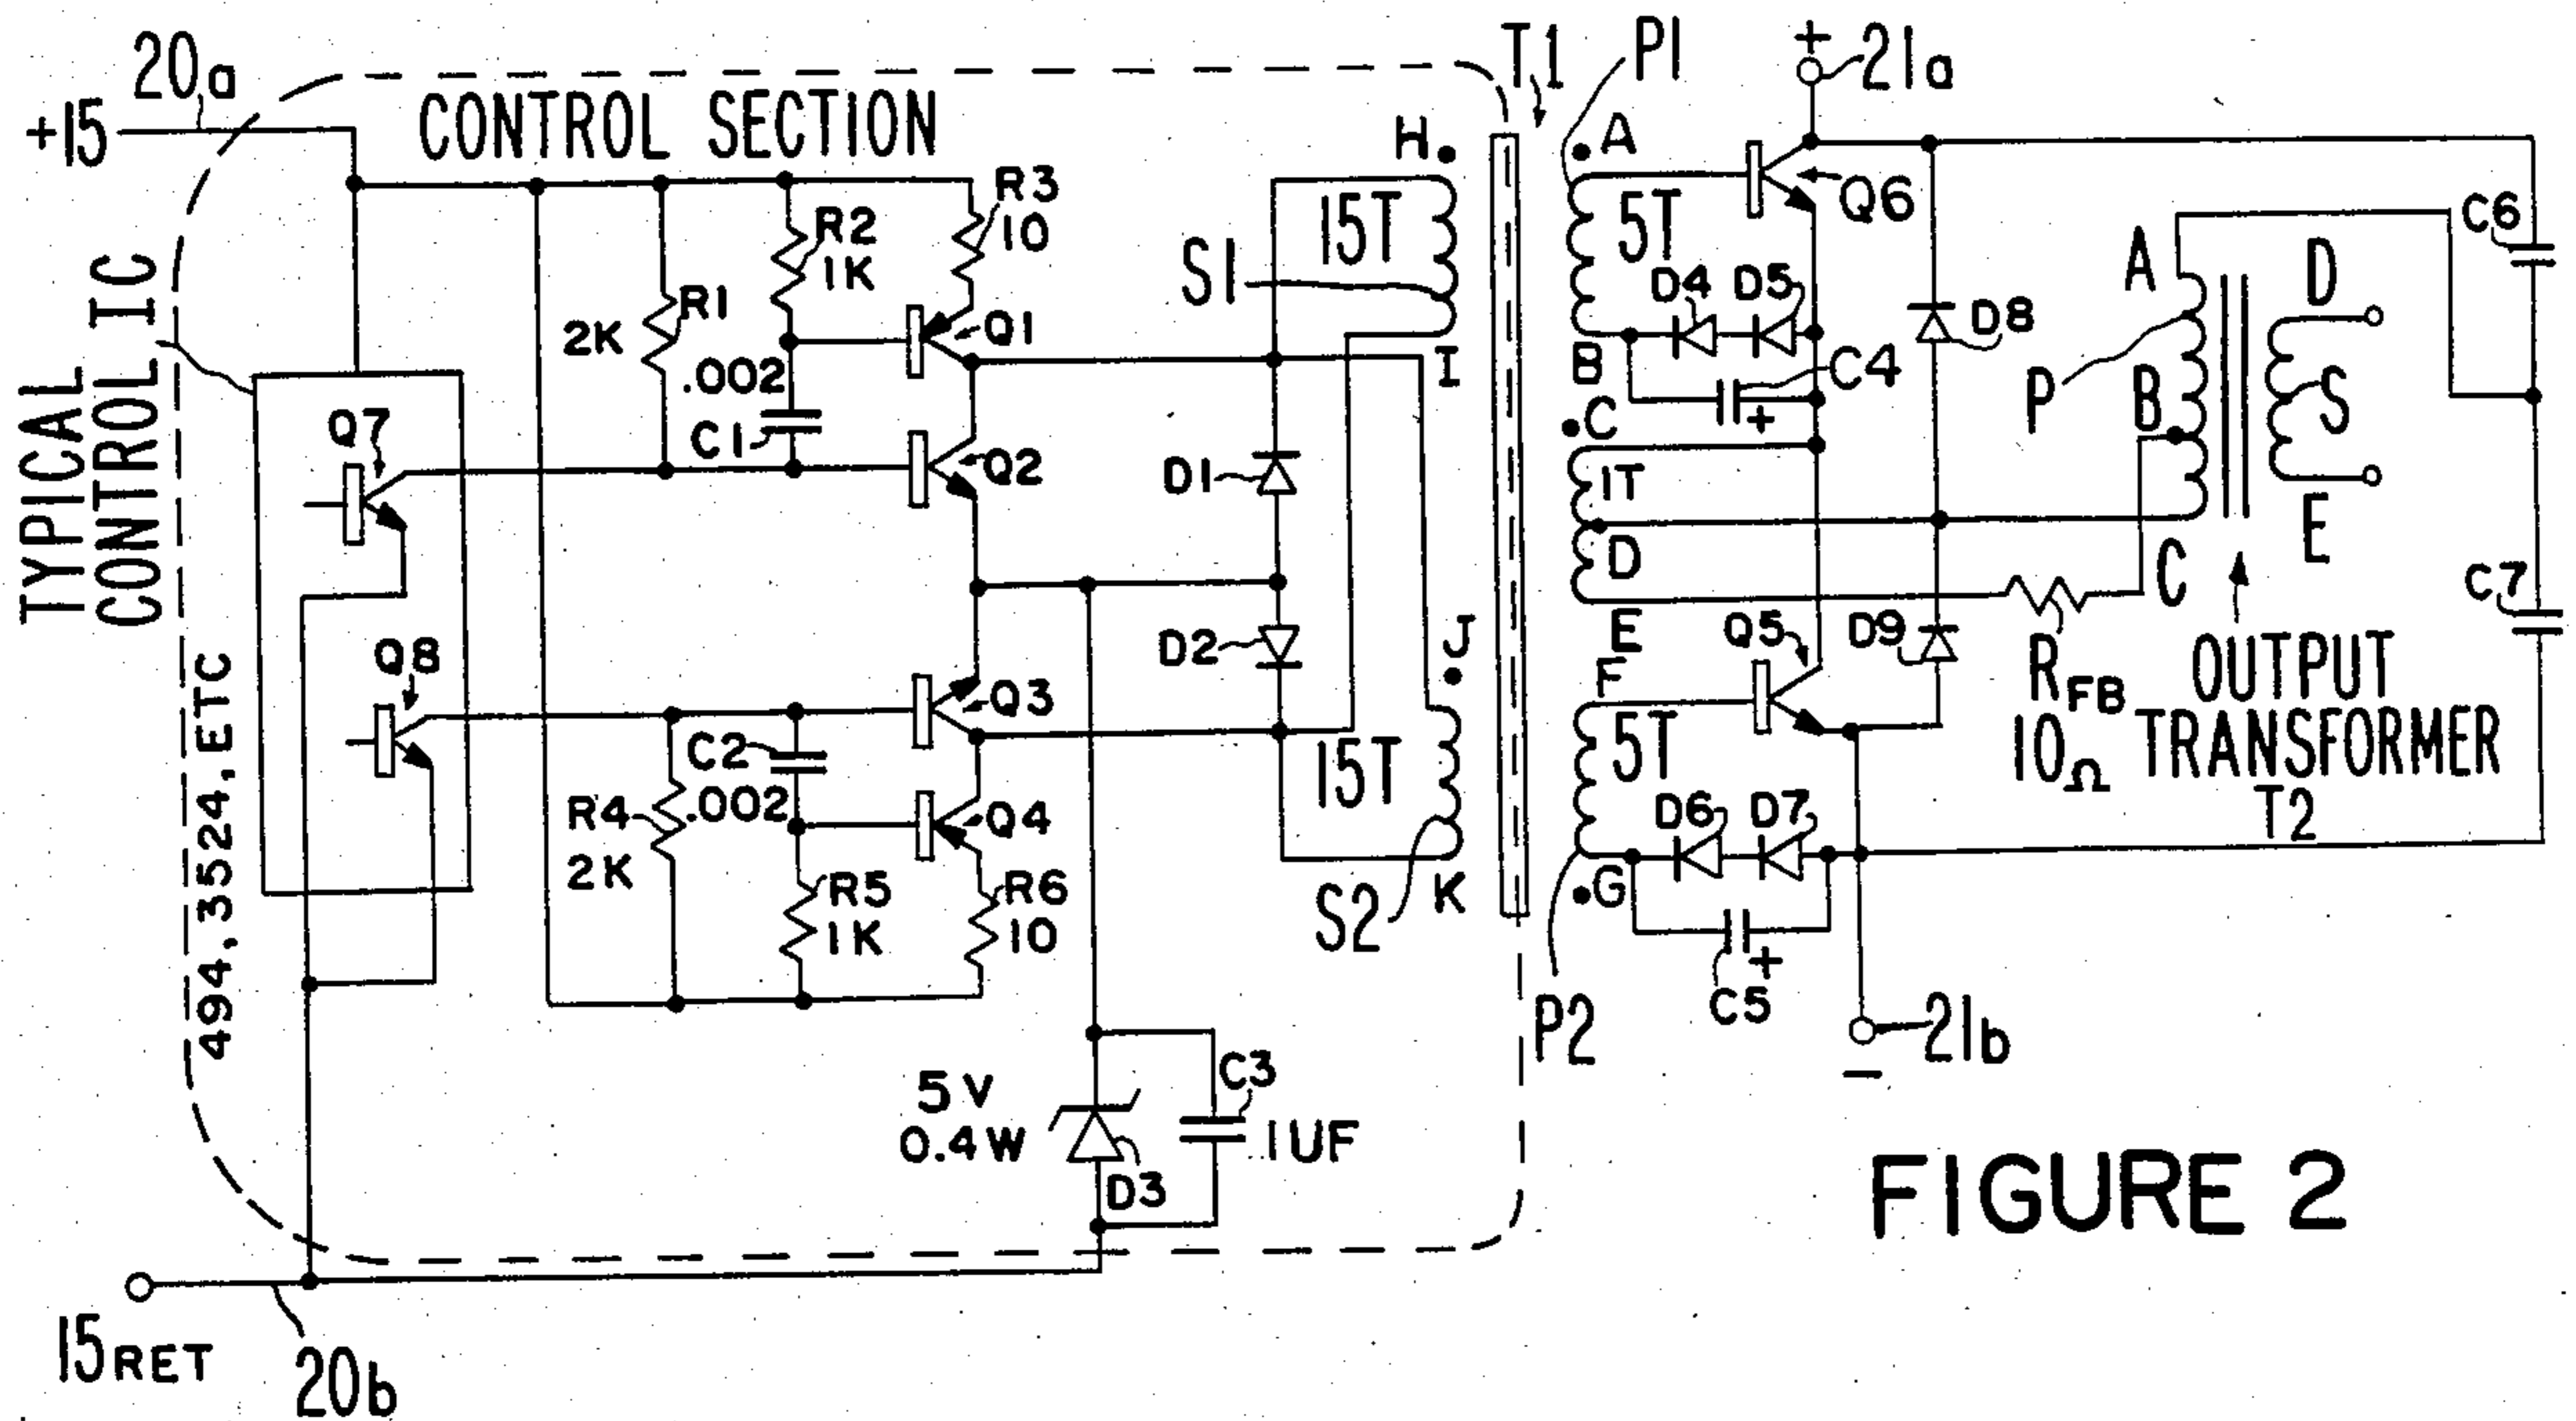 20a
+15
CONTROL SECTION
TYPICAL
CONTROL IC
494, 3524, ETC
Q7
Q8
R1
2K
R2
1K
R3
10
.002
C1
Q1
Q2
Q3
Q4
C2
.002
R4
2K
R5
1K
R6
10
D1
D2
5V
0.4W
D3
C3
1UF
15RET
20b
H
15T
S1
I
J
15T
S2
K
T1
P1
A
5T
B
D4
D5
C4
+
C
1T
D
E
F
5T
G
P2
D6
D7
C5
+
+
21a
Q6
Q5
D8
D9
21b
−
RFB
10Ω
A
B
C
P
D
S
E
OUTPUT
TRANSFORMER
T2
C6
C7
FIGURE 2